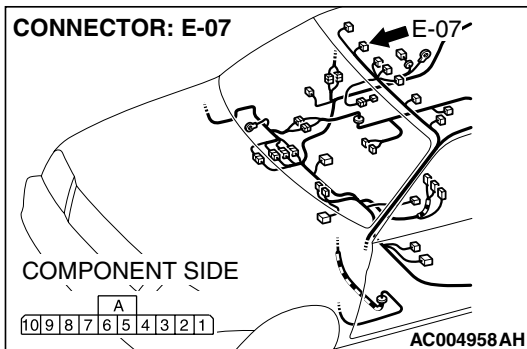 CONNECTOR: E-07
E-07
COMPONENT SIDE
A
10 9 8 7 6 5 4 3 2 1
AC004958AH